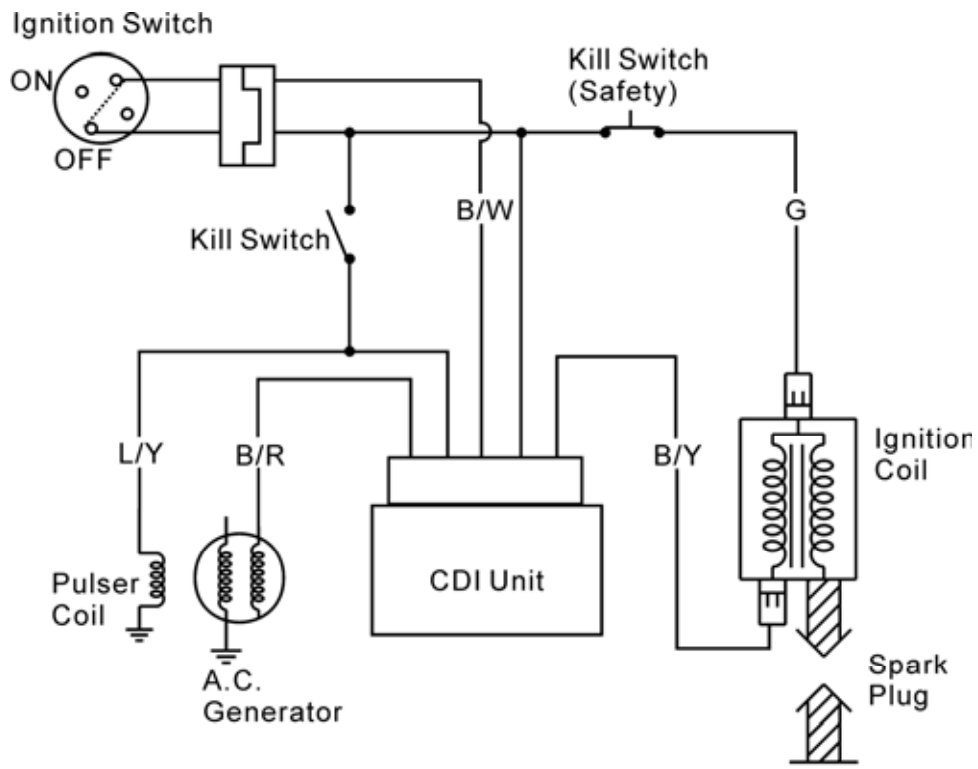 Ignition Switch
ON
OFF
Kill Switch
(Safety)
B/W
G
Kill Switch
L/Y
B/R
B/Y
Ignition
Coil
CDI Unit
Pulser
Coil
A.C.
Generator
Spark
Plug